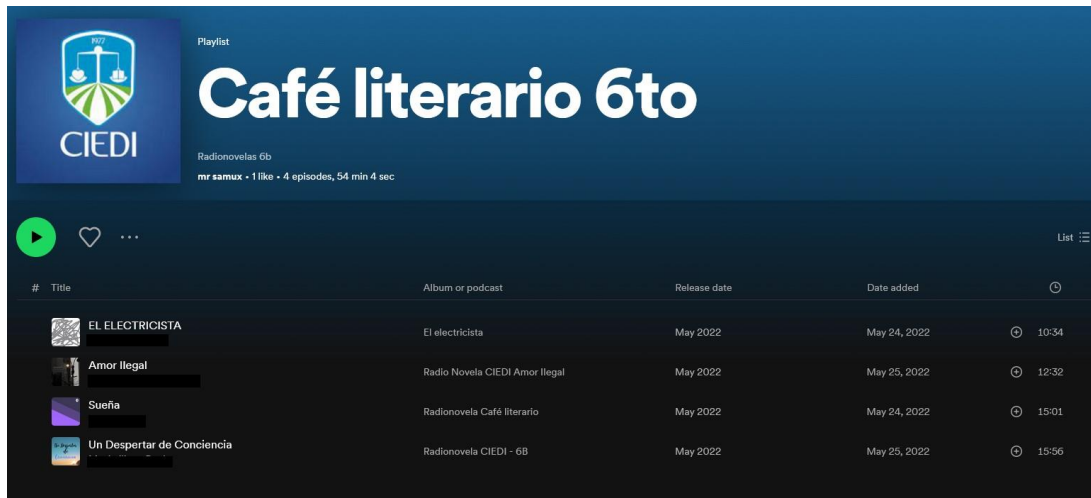 1977
CIEDI
Playlist
Café literario 6to
Radionovelas 6b
mr samux • 1 like • 4 episodes, 54 min 4 sec
List
# Title Album or podcast Release date Date added
EL ELECTRICISTA El electricista May 2022 May 24, 2022 10:34
Amor Ilegal Radio Novela CIEDI Amor Ilegal May 2022 May 25, 2022 12:32
Sueña Radionovela Café literario May 2022 May 24, 2022 15:01
Un Despertar de Conciencia Radionovela CIEDI - 6B May 2022 May 25, 2022 15:56